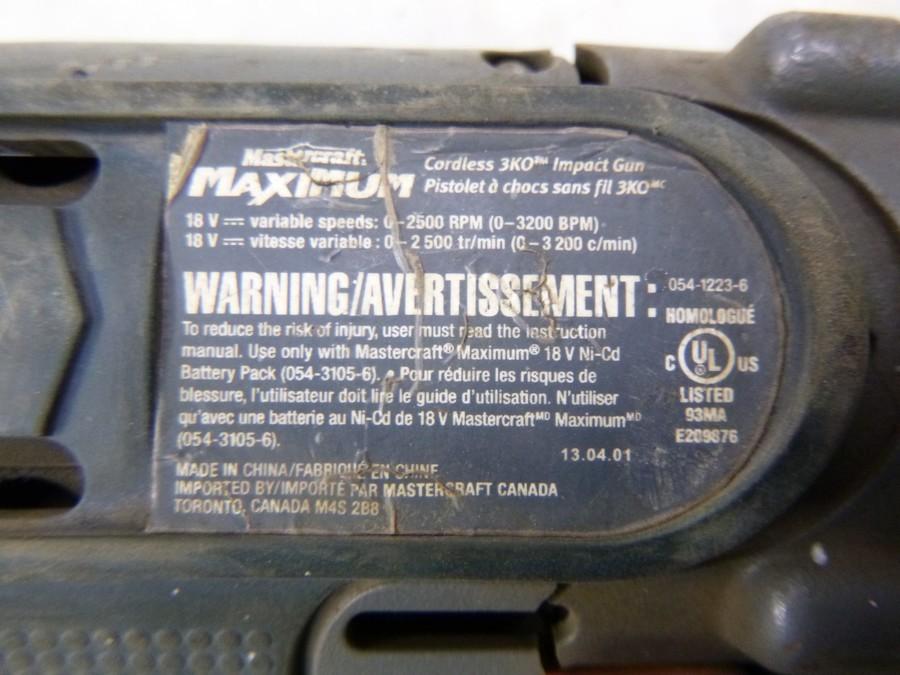 Mastercraft®
MAXIMUM
Cordless 3KO™ Impact Gun
Pistolet à chocs sans fil 3KOᴹᶜ
18 V ⎓ variable speeds: 0–2500 RPM (0–3200 BPM)
18 V ⎓ vitesse variable : 0–2 500 tr/min (0–3 200 c/min)
WARNING/AVERTISSEMENT :
To reduce the risk of injury, user must read the instruction
manual. Use only with Mastercraft® Maximum® 18 V Ni-Cd
Battery Pack (054-3105-6). • Pour réduire les risques de
blessure, l'utilisateur doit lire le guide d'utilisation. N'utiliser
qu'avec une batterie au Ni-Cd de 18 V Mastercraftᴹᴰ Maximumᴹᴰ
(054-3105-6).
13.04.01
MADE IN CHINA/FABRIQUÉ EN CHINE
IMPORTED BY/IMPORTÉ PAR MASTERCRAFT CANADA
TORONTO, CANADA M4S 2B8
054-1223-6
HOMOLOGUÉ
C UL® US
LISTED
93MA
E209876